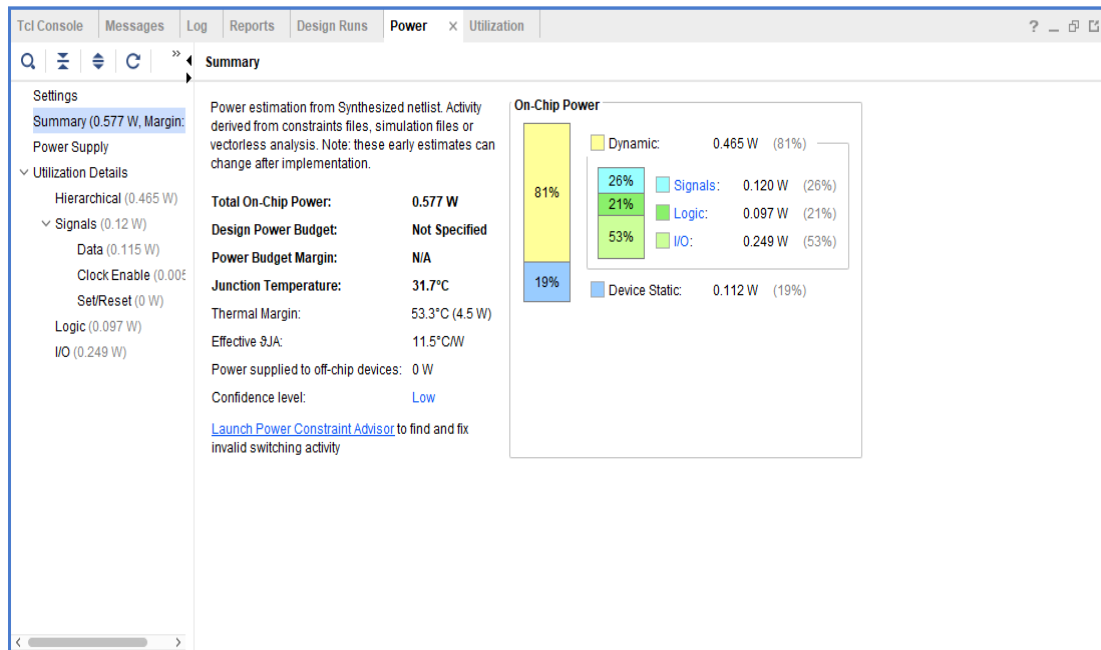 Tcl Console Messages Log Reports Design Runs Power × Utilization ? _
» Summary
Settings
Summary (0.577 W, Margin:
Power Supply
Utilization Details
Hierarchical (0.465 W)
Signals (0.12 W)
Data (0.115 W)
Clock Enable (0.005
Set/Reset (0 W)
Logic (0.097 W)
I/O (0.249 W)
Power estimation from Synthesized netlist. Activity
derived from constraints files, simulation files or
vectorless analysis. Note: these early estimates can
change after implementation.
Total On-Chip Power: 0.577 W
Design Power Budget: Not Specified
Power Budget Margin: N/A
Junction Temperature: 31.7°C
Thermal Margin: 53.3°C (4.5 W)
Effective ϑJA: 11.5°C/W
Power supplied to off-chip devices: 0 W
Confidence level: Low
Launch Power Constraint Advisor to find and fix
invalid switching activity
On-Chip Power
81%
19%
Dynamic: 0.465 W (81%)
26% Signals: 0.120 W (26%)
21% Logic: 0.097 W (21%)
53% I/O: 0.249 W (53%)
Device Static: 0.112 W (19%)